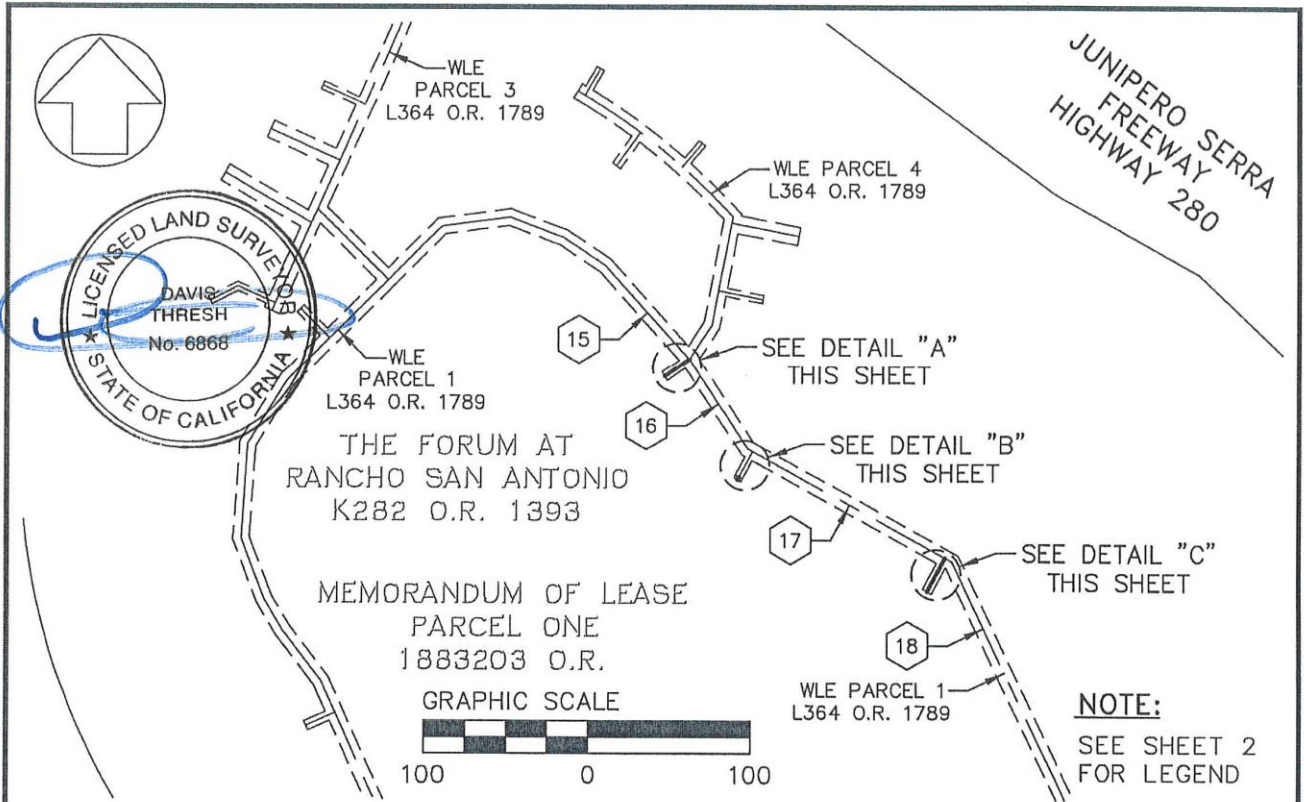 WLE
PARCEL 3
L364 O.R. 1789
JUNIPERO SERRA
FREEWAY
HIGHWAY 280
WLE PARCEL 4
L364 O.R. 1789
LICENSED LAND SURVEYOR
DAVIS
THRESH
No. 6868
★ STATE OF CALIFORNIA ★
WLE
PARCEL 1
L364 O.R. 1789
15
SEE DETAIL "A"
THIS SHEET
16
SEE DETAIL "B"
THIS SHEET
THE FORUM AT
RANCHO SAN ANTONIO
K282 O.R. 1393
17
SEE DETAIL "C"
THIS SHEET
MEMORANDUM OF LEASE
PARCEL ONE
1883203 O.R.
18
WLE PARCEL 1
L364 O.R. 1789
GRAPHIC SCALE
100 0 100
NOTE:
SEE SHEET 2
FOR LEGEND